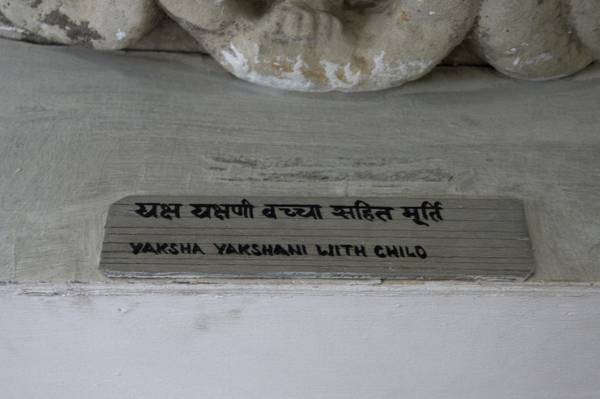 यक्ष यक्षणी बच्चा सहित मूर्ति
YAKSHA YAKSHANI WITH CHILD